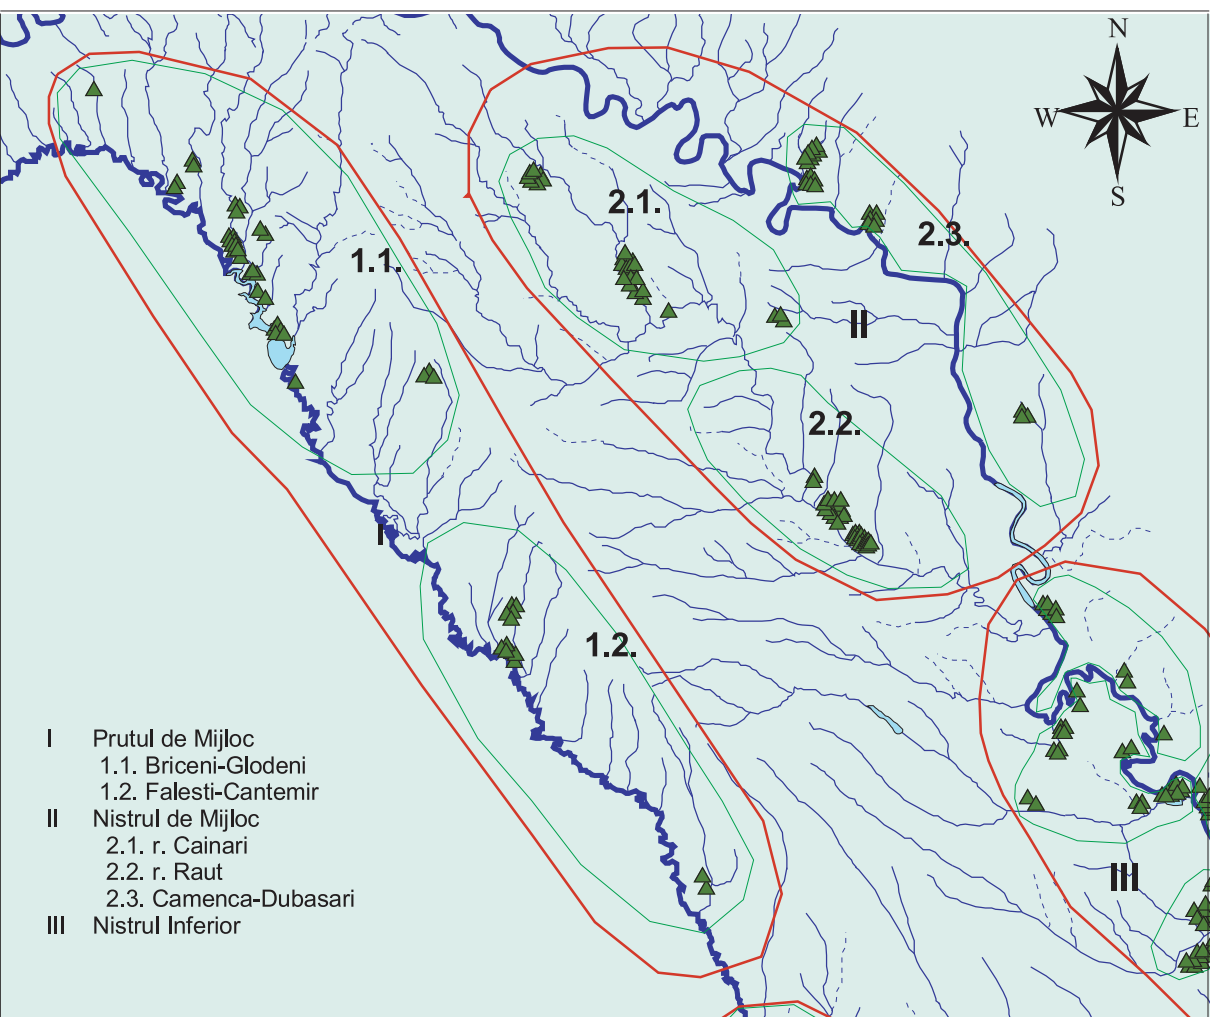 N
W E
S
2.1.
2.3.
1.1.
II
2.2.
I
1.2.
III
I Prutul de Mijloc
1.1. Briceni-Glodeni
1.2. Falesti-Cantemir
II Nistrul de Mijloc
2.1. r. Cainari
2.2. r. Raut
2.3. Camenca-Dubasari
III Nistrul Inferior